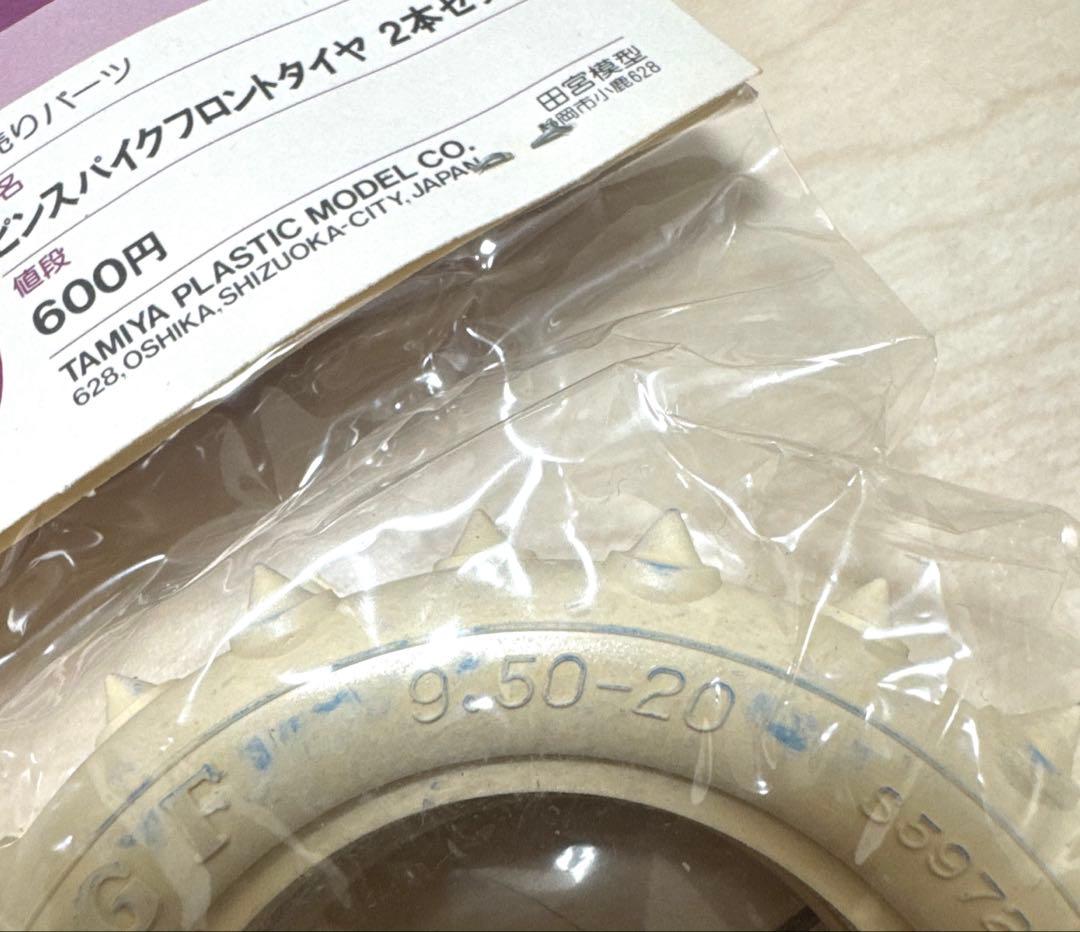 売りパーツ
名
ピンスパイクフロントタイヤ 2本セ
値段
600円
TAMIYA PLASTIC MODEL CO.
628, OSHIKA, SHIZUOKA-CITY, JAPAN
田宮模型
静岡市小鹿628
9.50-20
S5972